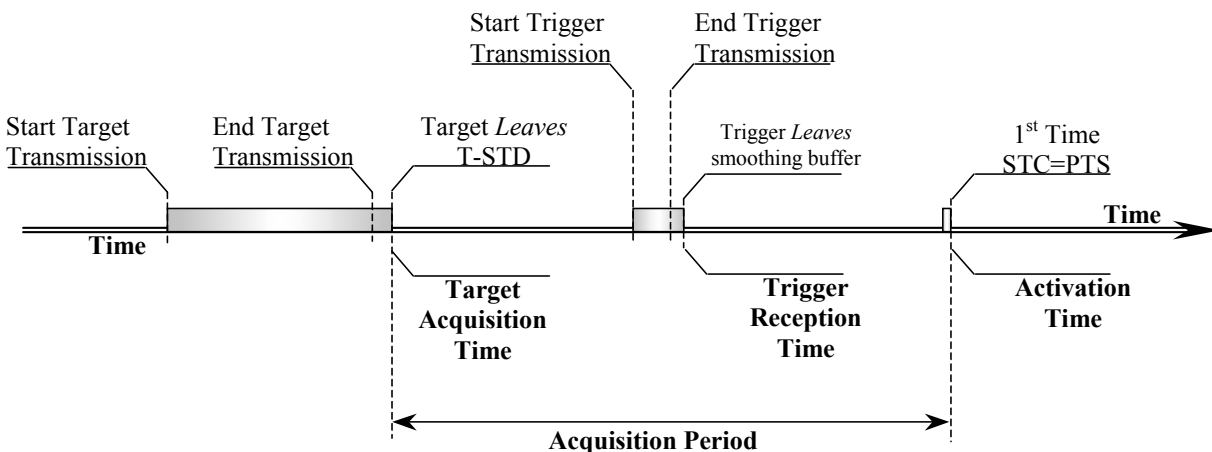 Start Trigger
Transmission
End Trigger
Transmission
Start Target
Transmission
End Target
Transmission
Target Leaves
T-STD
Trigger Leaves
smoothing buffer
1st Time
STC=PTS
Time
Time
Target
Acquisition
Time
Trigger
Reception
Time
Activation
Time
Acquisition Period